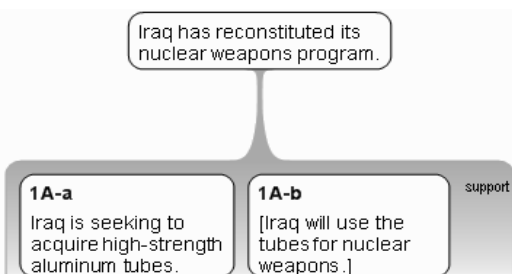 Iraq has reconstituted its
nuclear weapons program.
1A-a
Iraq is seeking to
acquire high-strength
aluminum tubes.
1A-b
[Iraq will use the
tubes for nuclear
weapons.]
support